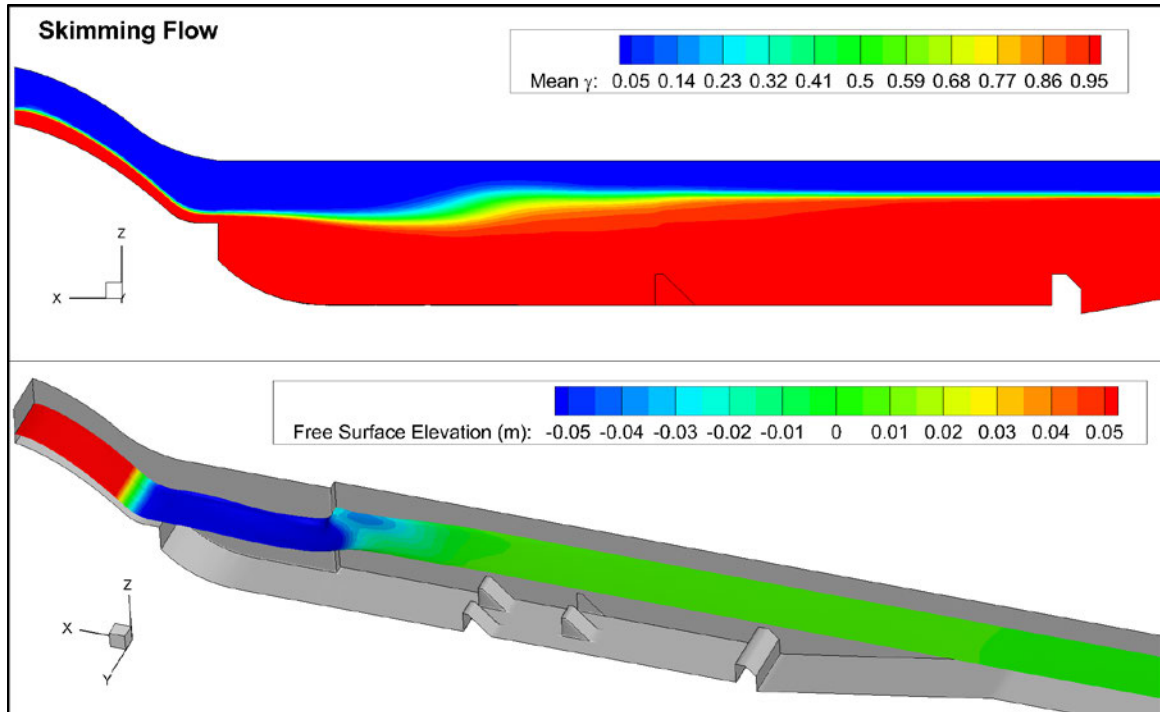 Skimming Flow
Mean γ: 0.05 0.14 0.23 0.32 0.41 0.5 0.59 0.68 0.77 0.86 0.95
Z
X
Y
Free Surface Elevation (m): -0.05 -0.04 -0.03 -0.02 -0.01 0 0.01 0.02 0.03 0.04 0.05
Z
X
Y